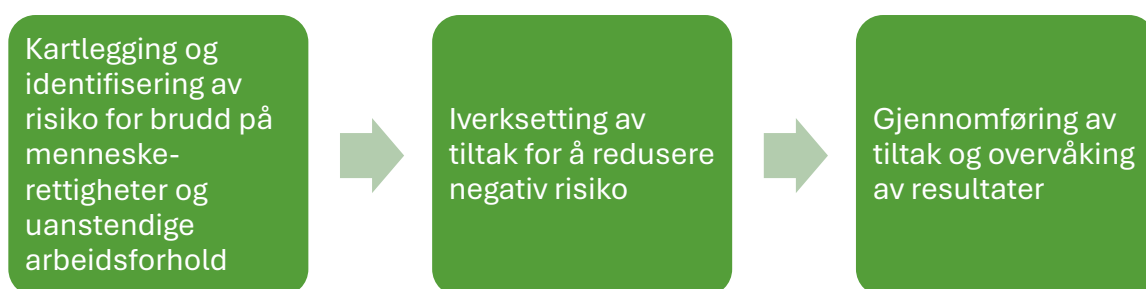 Kartlegging og
identifisering av
risiko for brudd på
menneske-
rettigheter og
uanstendige
arbeidsforhold
Iverksetting av
tiltak for å redusere
negativ risiko
Gjennomføring av
tiltak og overvåking
av resultater